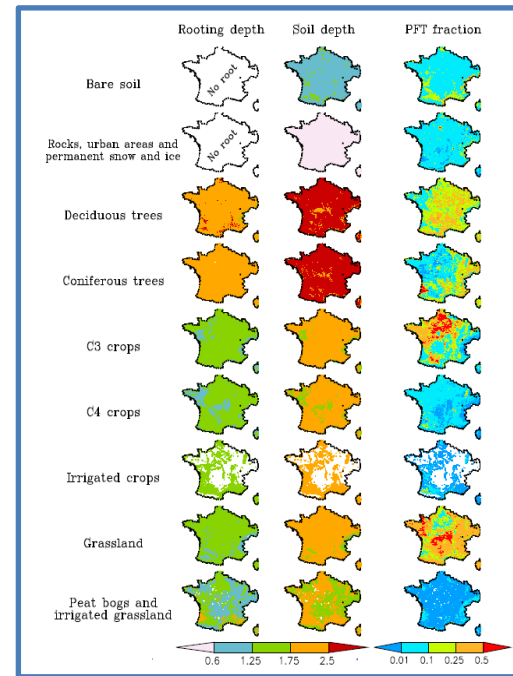 Rooting depth Soil depth PFT fraction
Bare soil
No root
Rocks, urban areas and
permanent snow and ice
No root
Deciduous trees
Coniferous trees
C3 crops
C4 crops
Irrigated crops
Grassland
Peat bogs and
irrigated grassland
0.6 1.25 1.75 2.5 0.01 0.1 0.25 0.5